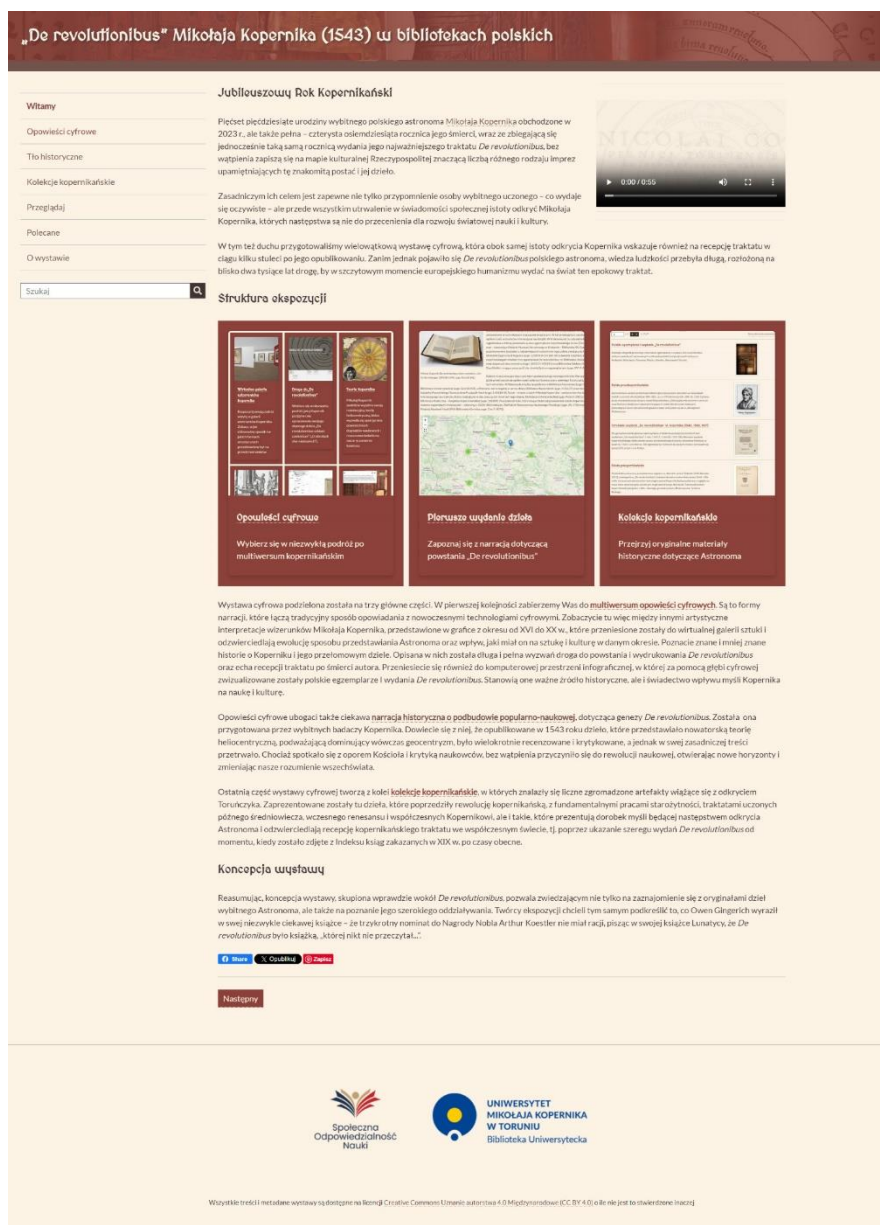 „De revolutionibus” Mikołaja Kopernika (1543) w bibliotekach polskich
Witamy
Opowieści cyfrowe
Tło historyczne
Kolekcje kopernikańskie
Przeglądaj
Polecane
O wystawie
Szukaj
Jubileuszowy Rok Kopernikański
Pięćset pięćdziesiąte urodziny wybitnego polskiego astronoma Mikołaja Kopernika obchodzone w
2023 r., ale także pełna – czterysta osiemdziesiąta rocznica jego śmierci, wraz ze zbiegającą się
jednocześnie taką samą rocznicą wydania jego najważniejszego traktatu De revolutionibus, bez
wątpienia zapiszą się na mapie kulturalnej Rzeczypospolitej znaczącą liczbą różnego rodzaju imprez
upamiętniających tę znakomitą postać i jej dzieło.
0:00 / 0:55
Zasadniczym ich celem jest zapewne nie tylko przypomnienie osoby wybitnego uczonego – co wydaje
się oczywiste – ale przede wszystkim utrwalenie w świadomości społecznej istoty odkryć Mikołaja
Kopernika, których następstwa są nie do przecenienia dla rozwoju światowej nauki i kultury.
W tym też duchu przygotowaliśmy wielowątkową wystawę cyfrową, która obok samej istoty odkrycia Kopernika wskazuje również na recepcję traktatu w
ciągu kilku stuleci po jego opublikowaniu. Zanim jednak pojawiło się De revolutionibus polskiego astronoma, wiedza ludzkości przebyła długą, rozłożoną na
blisko dwa tysiące lat drogę, by w szczytowym momencie europejskiego humanizmu wydać na świat ten epokowy traktat.
Struktura ekspozycji
Opowieści cyfrowe
Wybierz się w niezwykłą podróż po
multiwersum kopernikańskim
Pierwsze wydanie dzieła
Zapoznaj się z narracją dotyczącą
powstania „De revolutionibus”
Kolekcje kopernikańskie
Przejrzyj oryginalne materiały
historyczne dotyczące Astronoma
Wystawa cyfrowa podzielona została na trzy główne części. W pierwszej kolejności zabierzemy Was do multiwersum opowieści cyfrowych. Są to formy
narracji, które łączą tradycyjny sposób opowiadania z nowoczesnymi technologiami cyfrowymi. Zobaczycie tu więc między innymi artystyczne
interpretacje wizerunków Mikołaja Kopernika, przedstawione w grafice z okresu od XVI do XX w., które przeniesione zostały do wirtualnej galerii sztuki i
odzwierciedlają ewolucję sposobu przedstawiania Astronoma oraz wpływ, jaki miał on na sztukę i kulturę w danym okresie. Poznacie znane i mniej znane
historie o Koperniku i jego przełomowym dziele. Opisana w nich została długa i pełna wyzwań droga do powstania i wydrukowania De revolutionibus
oraz echa recepcji traktatu po śmierci autora. Przeniesiecie się również do komputerowej przestrzeni infograficznej, w której za pomocą głębi cyfrowej
zwizualizowane zostały polskie egzemplarze I wydania De revolutionibus. Stanowią one ważne źródło historyczne, ale i świadectwo wpływu myśli Kopernika
na naukę i kulturę.
Opowieści cyfrowe ubogaci także ciekawa narracja historyczna o podbudowie popularno-naukowej, dotycząca genezy De revolutionibus. Została ona
przygotowana przez wybitnych badaczy Kopernika. Dowiecie się z niej, że opublikowane w 1543 roku dzieło, które przedstawiało nowatorską teorię
heliocentryczną, podważającą dominujący wówczas geocentryzm, było wielokrotnie recenzowane i krytykowane, a jednak w swej zasadniczej treści
przetrwało. Chociaż spotkało się z oporem Kościoła i krytyką naukowców, bez wątpienia przyczyniło się do rewolucji naukowej, otwierając nowe horyzonty i
zmieniając nasze rozumienie wszechświata.
Ostatnią część wystawy cyfrowej tworzą z kolei kolekcje kopernikańskie, w których znalazły się liczne zgromadzone artefakty wiążące się z odkryciem
Toruńczyka. Zaprezentowane zostały tu dzieła, które poprzedziły rewolucję kopernikańską, z fundamentalnymi pracami starożytności, traktatami uczonych
późnego średniowiecza, wczesnego renesansu i współczesnych Kopernikowi, ale i takie, które prezentują dorobek myśli będącej następstwem odkrycia
Astronoma i odzwierciedlają recepcję kopernikańskiego traktatu we współczesnym świecie, tj. poprzez ukazanie szeregu wydań De revolutionibus od
momentu, kiedy zostało zdjęte z Indeksu ksiąg zakazanych w XIX w. po czasy obecne.
Koncepcja wystawy
Reasumując, koncepcja wystawy, skupiona wprawdzie wokół De revolutionibus, pozwala zwiedzającym nie tylko na zaznajomienie się z oryginałami dzieł
wybitnego Astronoma, ale także na poznanie jego szerokiego oddziaływania. Twórcy ekspozycji chcieli tym samym podkreślić to, co Owen Gingerich wyraził
w swej niezwykle ciekawej książce – że trzykrotny nominat do Nagrody Nobla Arthur Koestler nie miał racji, pisząc w swojej książce Lunatycy, że De
revolutionibus było książką, „której nikt nie przeczytał...”.
Share
Opublikuj
Zapisz
Następny
Społeczna
Odpowiedzialność
Nauki
UNIWERSYTET
MIKOŁAJA KOPERNIKA
W TORUNIU
Biblioteka Uniwersytecka
Wszystkie treści i metadane wystawy są dostępne na licencji Creative Commons Uznanie autorstwa 4.0 Międzynarodowe (CC BY 4.0) o ile nie jest to stwierdzone inaczej